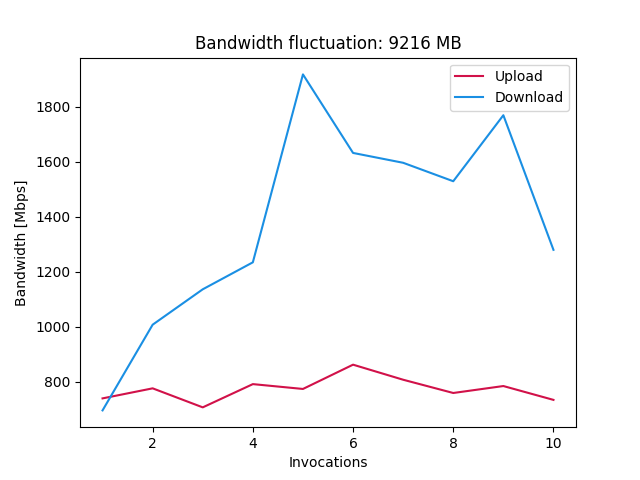 Bandwidth fluctuation: 9216 MB
Upload
Download
1800
1600
1400
1200
1000
800
Bandwidth [Mbps]
2 4 6 8 10
Invocations